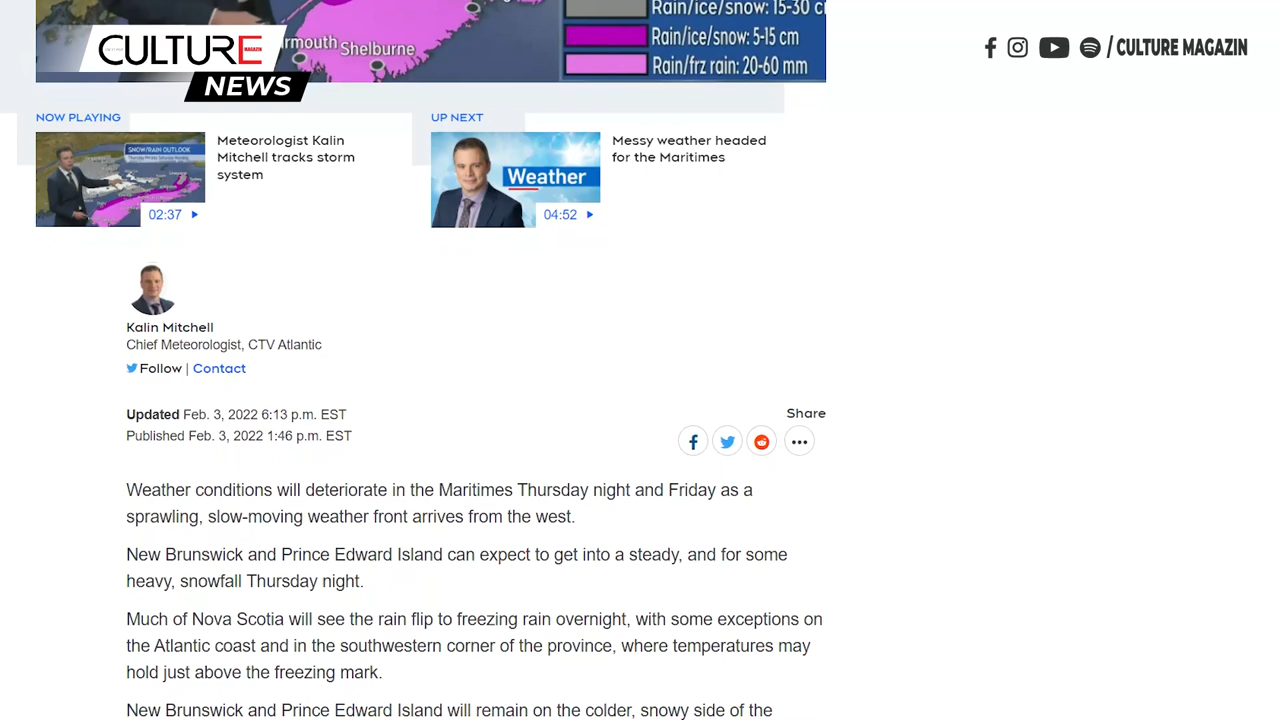 Rain/ice/snow: 15-30 c
CULTURE
MAGAZIN
NEWS
rmouth
Shelburne
Rain/ice/snow: 5-15 cm
Rain/frz rain: 20-60 mm
/ CULTURE MAGAZIN
NOW PLAYING
SNOW/RAIN OUTLOOK
02:37
Meteorologist Kalin
Mitchell tracks storm
system
UP NEXT
Weather
04:52
Messy weather headed
for the Maritimes
Kalin Mitchell
Chief Meteorologist, CTV Atlantic
Follow | Contact
Updated Feb. 3, 2022 6:13 p.m. EST
Published Feb. 3, 2022 1:46 p.m. EST
Share
Weather conditions will deteriorate in the Maritimes Thursday night and Friday as a
sprawling, slow-moving weather front arrives from the west.
New Brunswick and Prince Edward Island can expect to get into a steady, and for some
heavy, snowfall Thursday night.
Much of Nova Scotia will see the rain flip to freezing rain overnight, with some exceptions on
the Atlantic coast and in the southwestern corner of the province, where temperatures may
hold just above the freezing mark.
New Brunswick and Prince Edward Island will remain on the colder, snowy side of the